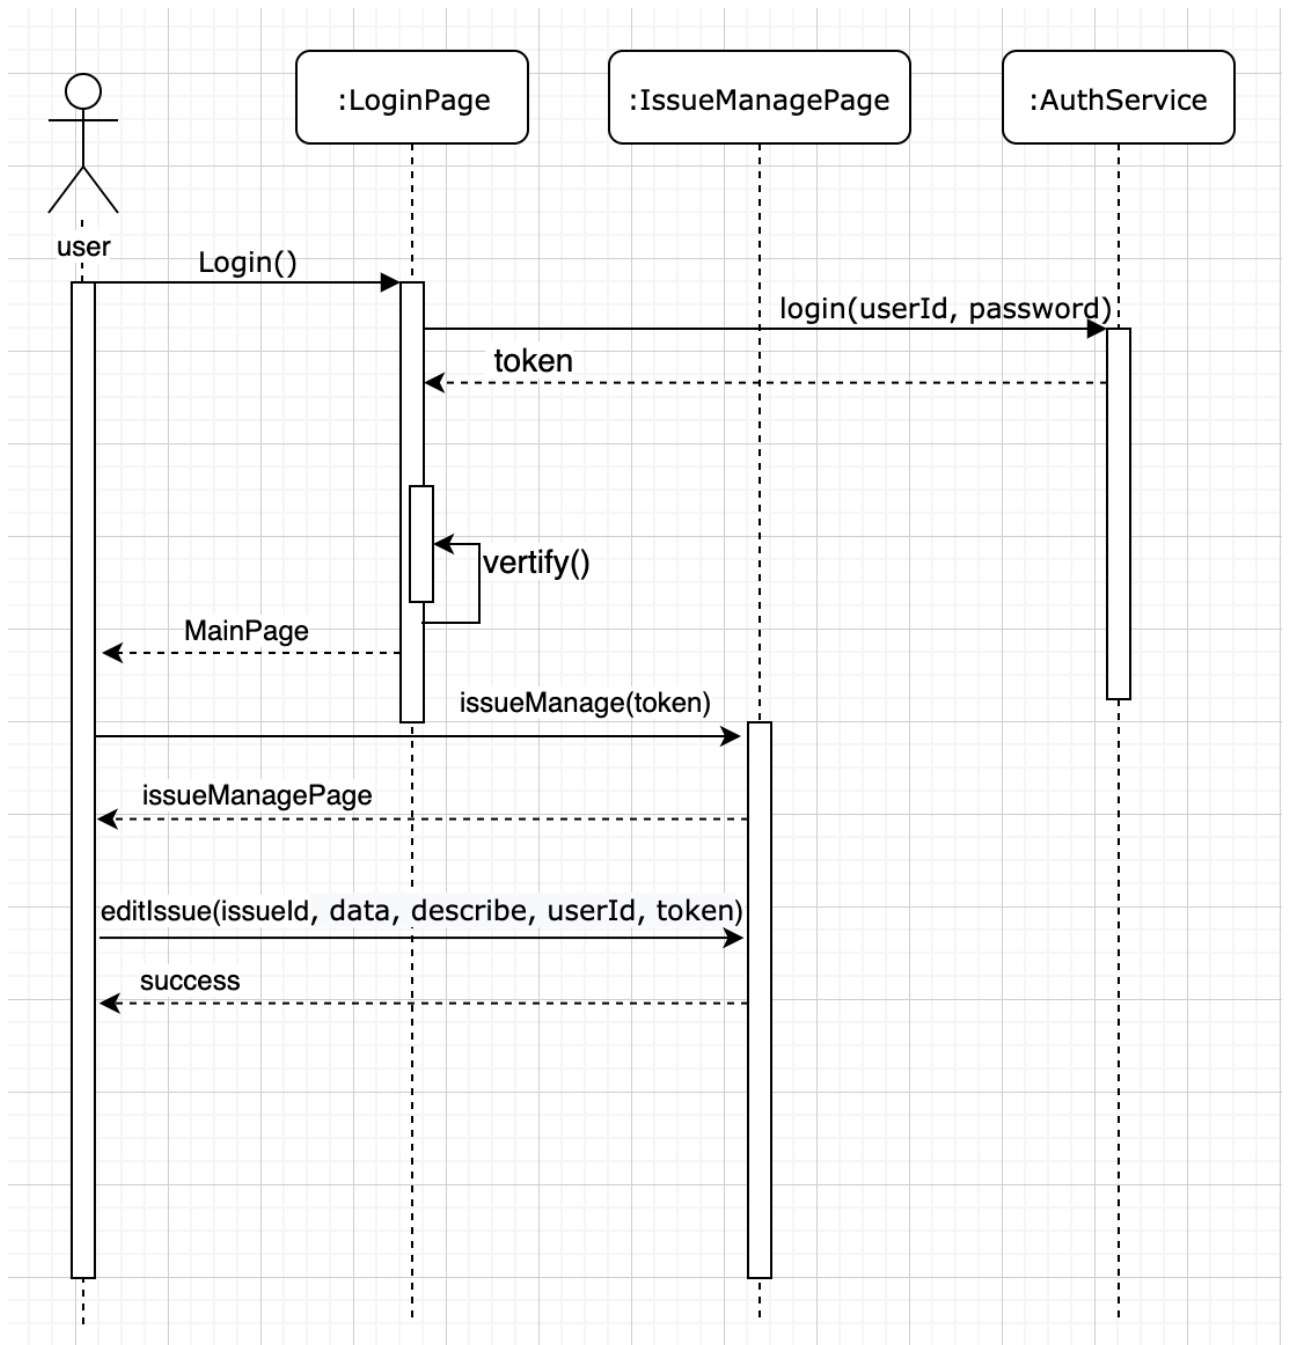 :LoginPage
:IssueManagePage
:AuthService
user
Login()
login(userId, password)
token
vertify()
MainPage
issueManage(token)
issueManagePage
editIssue(issueId, data, describe, userId, token)
success